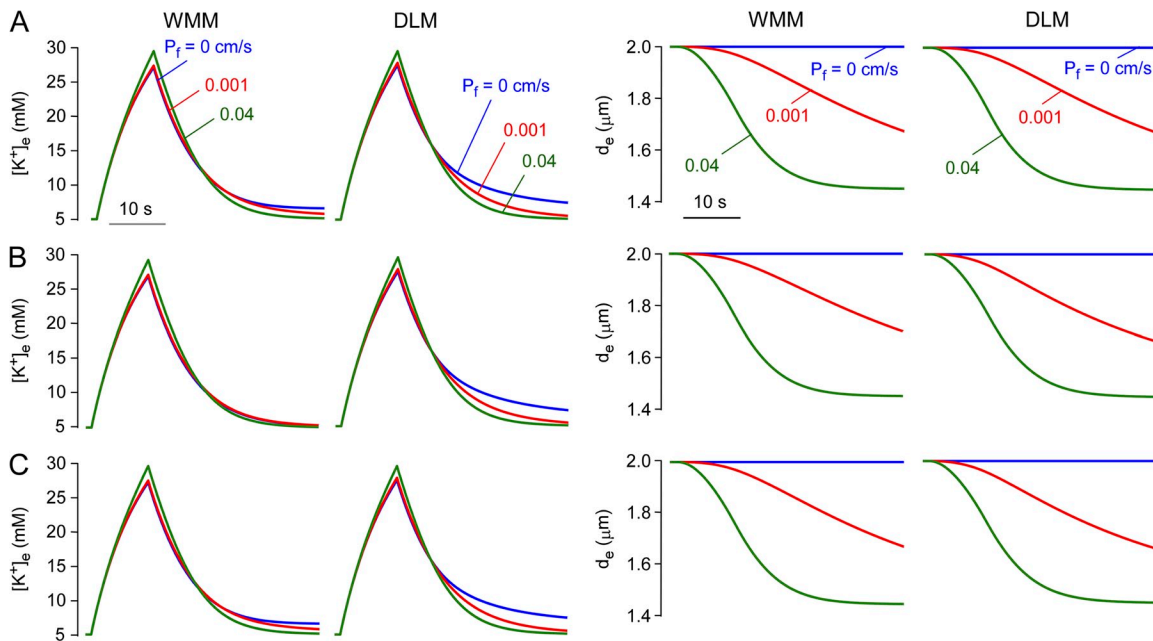 A
WMM
DLM
WMM
DLM
[K⁺]ₑ (mM)
30
25
20
15
10
5
P_f = 0 cm/s
0.001
0.04
10 s
P_f = 0 cm/s
0.001
0.04
dₑ (μm)
2.0
1.8
1.6
1.4
P_f = 0 cm/s
0.001
0.04
10 s
P_f = 0 cm/s
0.001
0.04
B
[K⁺]ₑ (mM)
30
25
20
15
10
5
dₑ (μm)
2.0
1.8
1.6
1.4
C
[K⁺]ₑ (mM)
30
25
20
15
10
5
dₑ (μm)
2.0
1.8
1.6
1.4